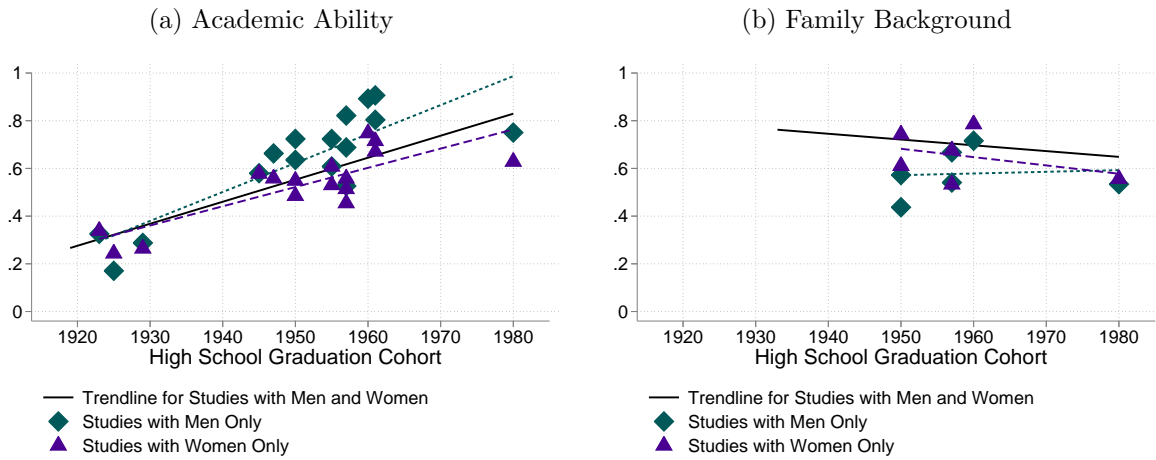 (a) Academic Ability
1
.8
.6
.4
.2
0
1920 1930 1940 1950 1960 1970 1980
High School Graduation Cohort
Trendline for Studies with Men and Women
Studies with Men Only
Studies with Women Only
(b) Family Background
1
.8
.6
.4
.2
0
1920 1930 1940 1950 1960 1970 1980
High School Graduation Cohort
Trendline for Studies with Men and Women
Studies with Men Only
Studies with Women Only